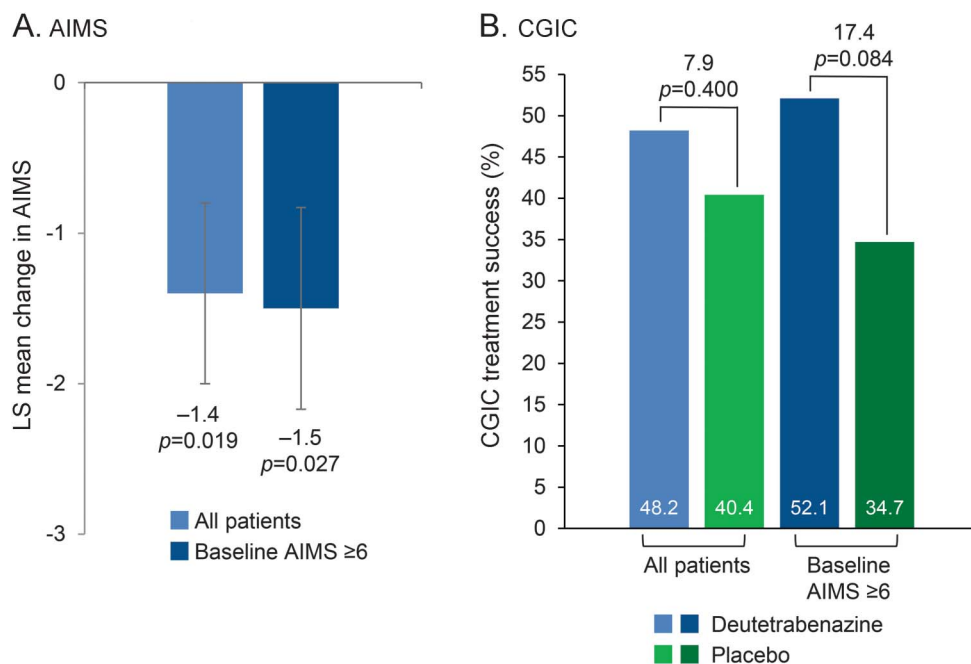 A. AIMS
LS mean change in AIMS
0
-1
-2
-3
–1.4
p=0.019
–1.5
p=0.027
All patients
Baseline AIMS ≥6
B. CGIC
CGIC treatment success (%)
55
50
45
40
35
30
25
20
15
10
5
0
7.9
p=0.400
17.4
p=0.084
48.2
40.4
52.1
34.7
All patients
Baseline
AIMS ≥6
Deutetrabenazine
Placebo